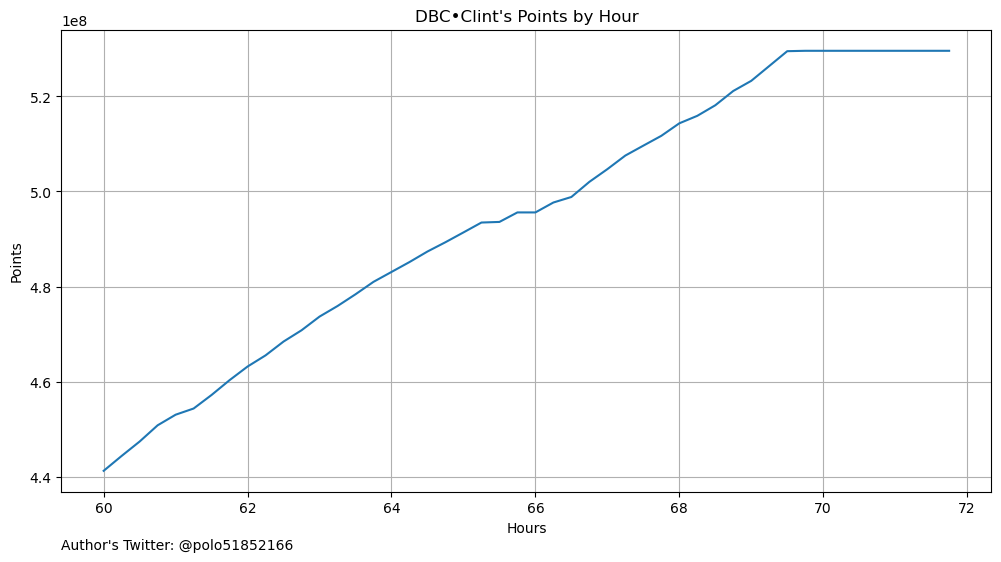 DBC•Clint's Points by Hour
1e8
5.2
5.0
4.8
4.6
4.4
Points
60 62 64 66 68 70 72
Hours
Author's Twitter: @polo51852166